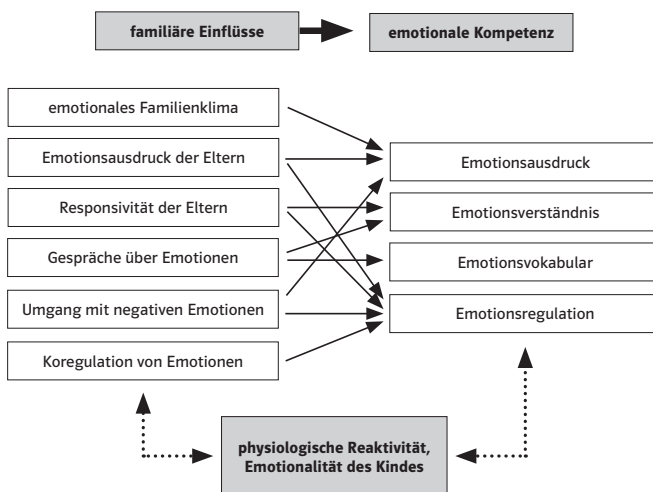 familiäre Einflüsse
emotionale Kompetenz
emotionales Familienklima
Emotionsausdruck der Eltern
Responsivität der Eltern
Gespräche über Emotionen
Umgang mit negativen Emotionen
Koregulation von Emotionen
Emotionsausdruck
Emotionsverständnis
Emotionsvokabular
Emotionsregulation
physiologische Reaktivität,
Emotionalität des Kindes